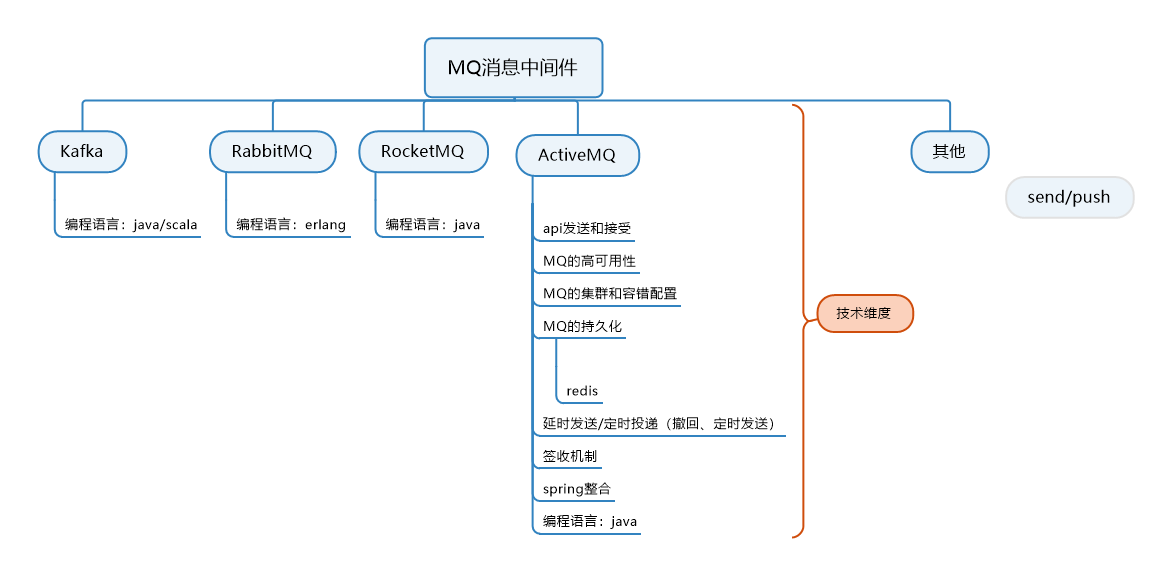 MQ消息中间件
Kafka
RabbitMQ
RocketMQ
ActiveMQ
其他
send/push
编程语言：java/scala
编程语言：erlang
编程语言：java
api发送和接受
MQ的高可用性
MQ的集群和容错配置
MQ的持久化
redis
延时发送/定时投递（撤回、定时发送）
签收机制
spring整合
编程语言：java
技术维度